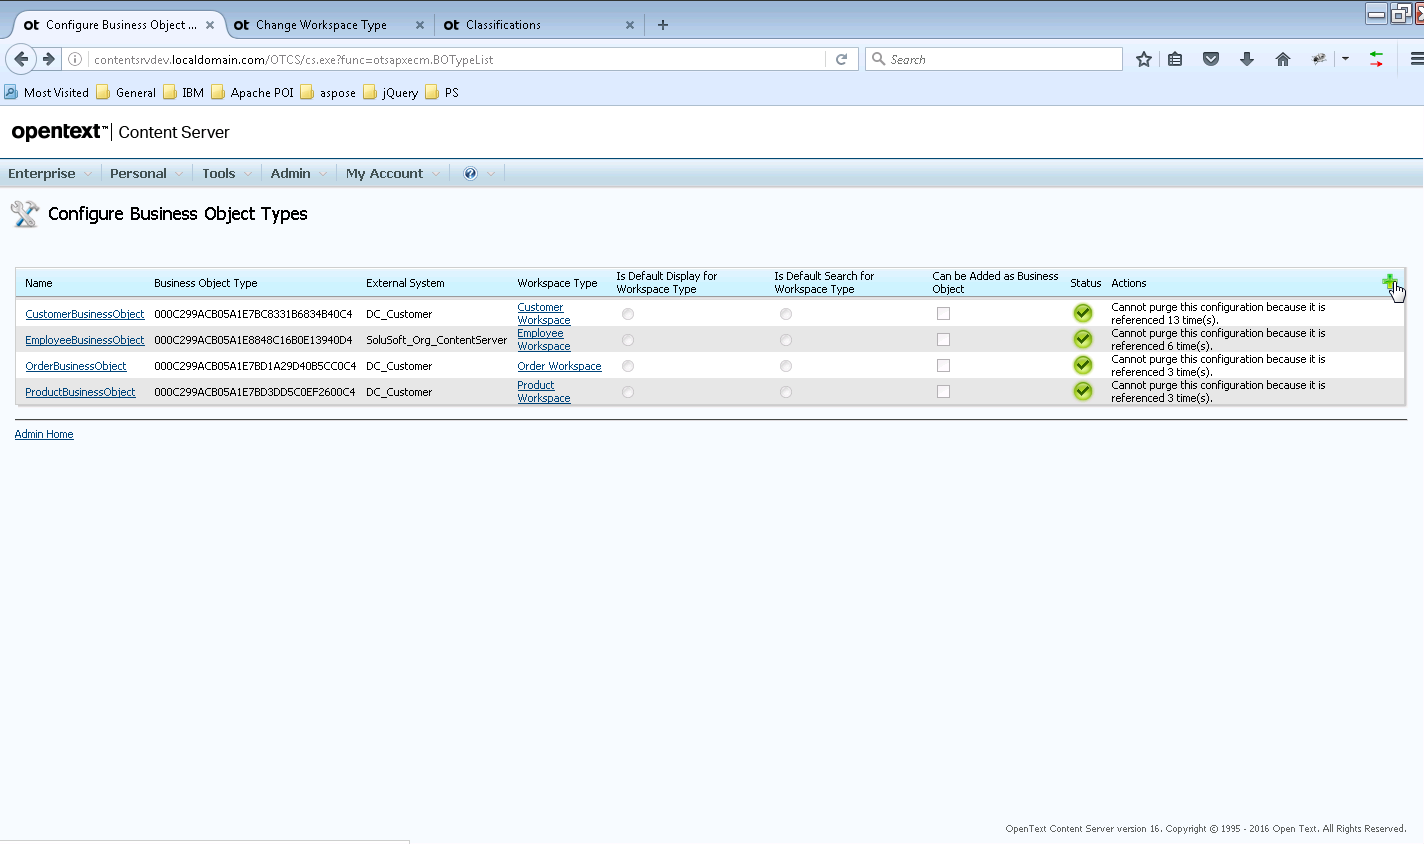 ot Configure Business Object ... ot Change Workspace Type ot Classifications
contentsrvdev.localdomain.com/OTCS/cs.exe?func=otsapxecm.BOTypeList Search
Most Visited General IBM Apache POI aspose jQuery PS
opentext™ | Content Server
Enterprise Personal Tools Admin My Account ?
Configure Business Object Types
Name Business Object Type External System Workspace Type Is Default Display for Workspace Type Is Default Search for Workspace Type Can be Added as Business Object Status Actions
CustomerBusinessObject 000C299ACB05A1E7BC8331B6834B40C4 DC_Customer Customer Workspace Cannot purge this configuration because it is referenced 13 time(s).
EmployeeBusinessObject 000C299ACB05A1E8848C16B0E13940D4 SoluSoft_Org_ContentServer Employee Workspace Cannot purge this configuration because it is referenced 6 time(s).
OrderBusinessObject 000C299ACB05A1E7BD1A29D40B5CC0C4 DC_Customer Order Workspace Cannot purge this configuration because it is referenced 3 time(s).
ProductBusinessObject 000C299ACB05A1E7BD3DD5C0EF2600C4 DC_Customer Product Workspace Cannot purge this configuration because it is referenced 3 time(s).
Admin Home
OpenText Content Server version 16. Copyright © 1995 - 2016 Open Text. All Rights Reserved.